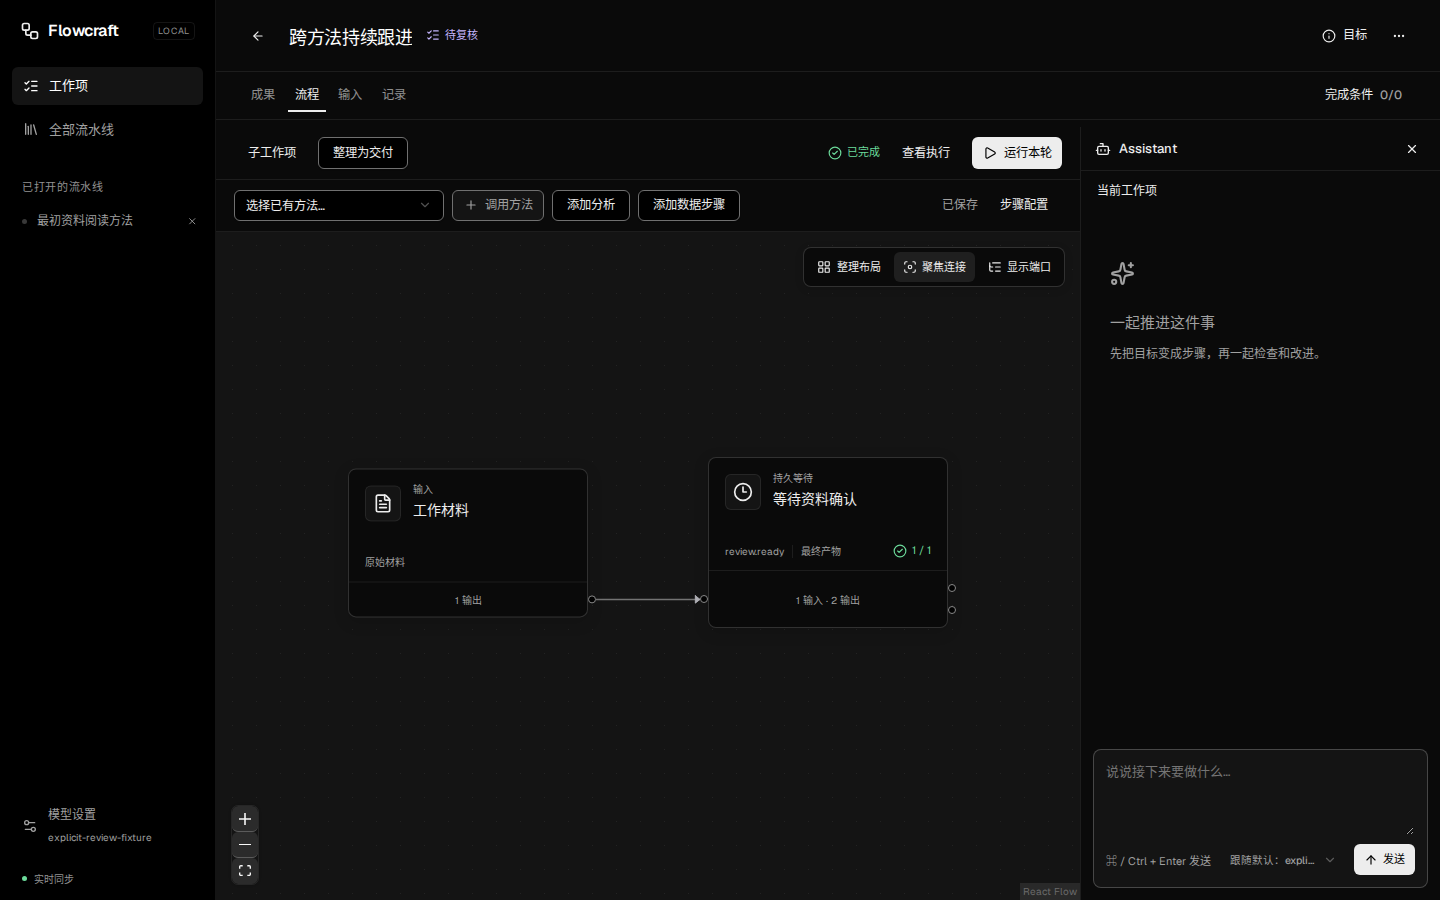 Flowcraft
LOCAL
工作项
全部流水线
已打开的流水线
最初资料阅读方法
模型设置
explicit-review-fixture
实时同步
跨方法持续跟进
待复核
目标
成果
流程
输入
记录
完成条件 0/0
子工作项
整理为交付
已完成
查看执行
运行本轮
选择已有方法…
调用方法
添加分析
添加数据步骤
已保存
步骤配置
整理布局
聚焦连接
显示端口
输入
工作材料
原始材料
1 输出
持久等待
等待资料确认
review.ready
最终产物
1 / 1
1 输入 · 2 输出
React Flow
Assistant
当前工作项
一起推进这件事
先把目标变成步骤，再一起检查和改进。
说说接下来要做什么…
⌘ / Ctrl + Enter 发送
跟随默认：expli…
发送